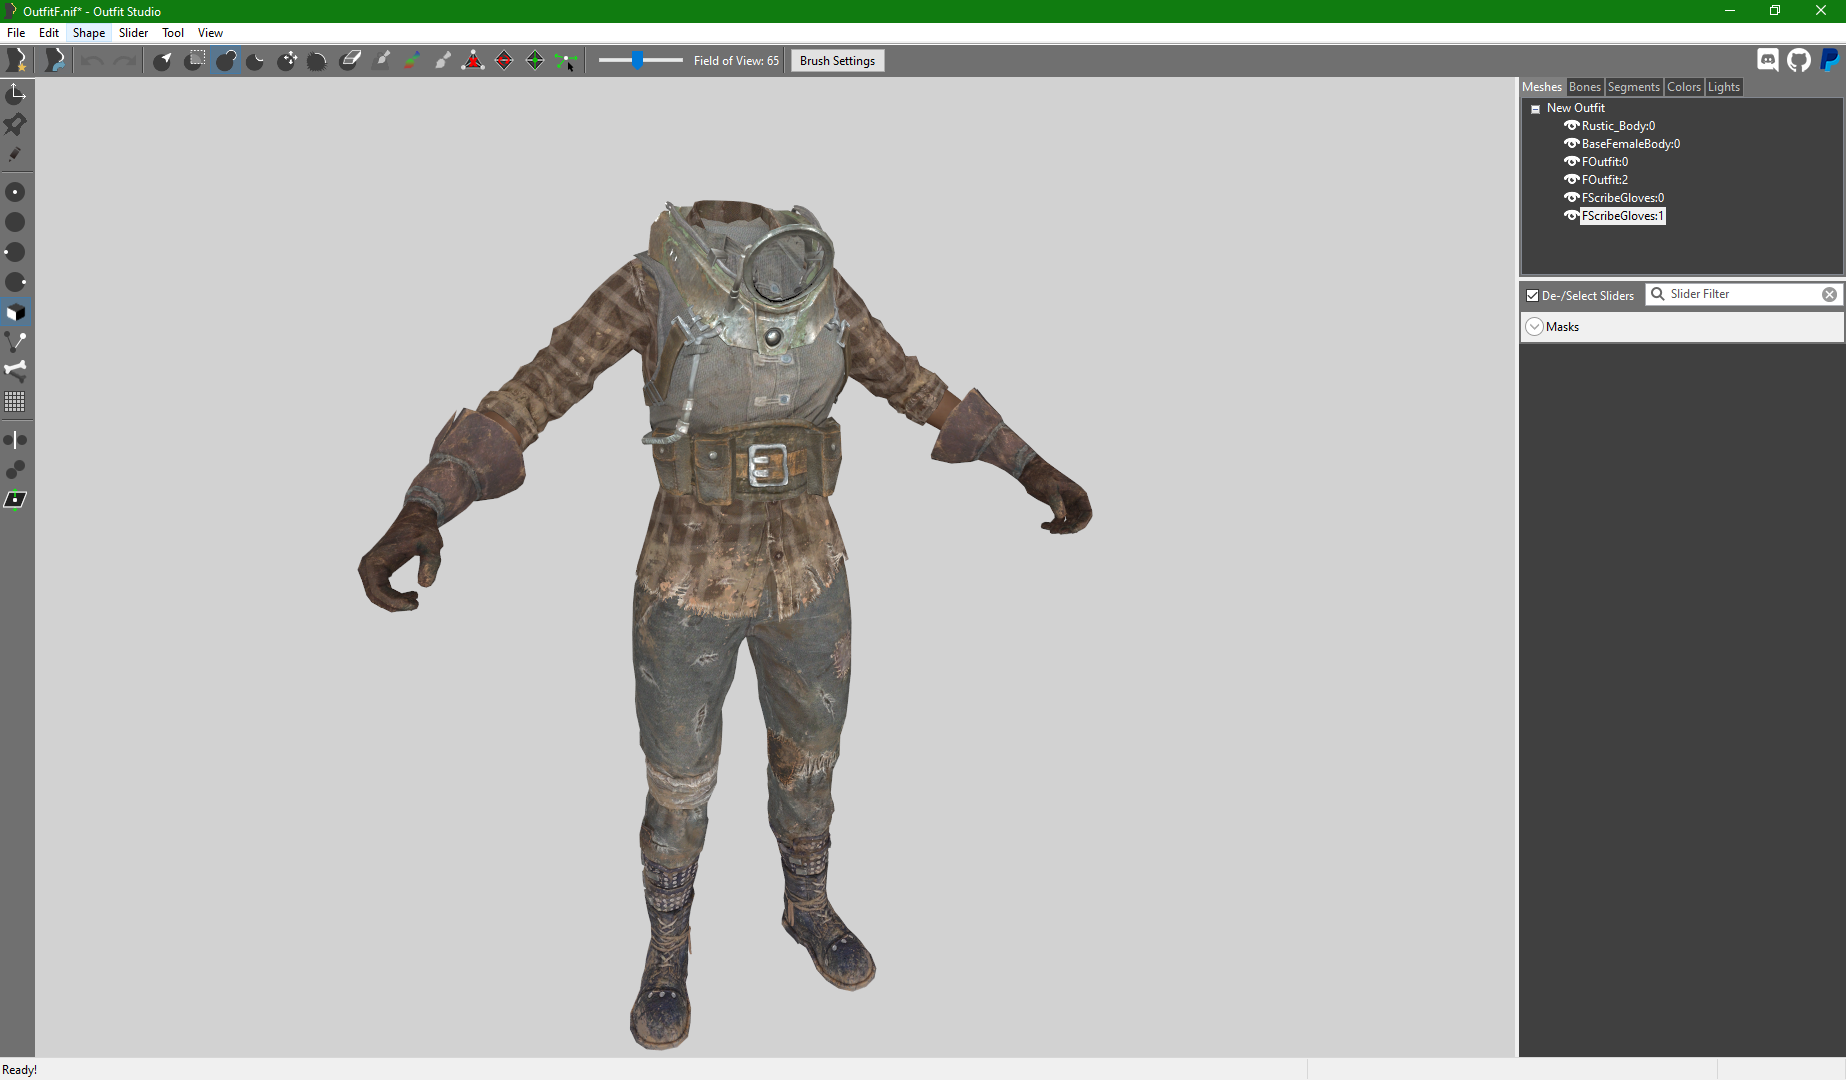 OutfitF.nif* - Outfit Studio
File Edit Shape Slider Tool View
Field of View: 65 Brush Settings
Meshes Bones Segments Colors Lights
New Outfit
Rustic_Body:0
BaseFemaleBody:0
FOutfit:0
FOutfit:2
FScribeGloves:0
FScribeGloves:1
De-/Select Sliders Slider Filter
Masks
Ready!